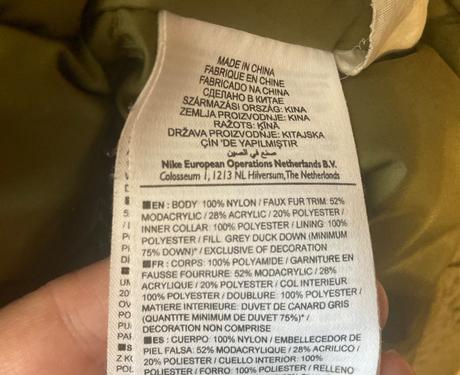 MADE IN CHINA
FABRIQUE EN CHINE
FABRICADO NA CHINA
СДЕЛАНО В КИТАЕ
SZÁRMAZÁSI ORSZÁG: KINA
ZEMLJA PROIZVODNJE: KINA
RAŽOTS: ĶĪNĀ
DRŽAVA PROIZVODNJE: KITAJSKA
ÇIN 'DE YAPILMIŞTIR
صنع في الصين
Nike European Operations Netherlands B.V.
Colosseum 1, 1213 NL Hilversum, The Netherlands
EN : BODY 100% NYLON / FAUX FUR TRIM: 52%
MODACRYLIC / 28% ACRYLIC / 20% POLYESTER /
INNER COLLAR: 100% POLYESTER / LINING: 100%
POLYESTER / FILL GREY DUCK DOWN (MINIMUM
75% DOWN)* / EXCLUSIVE OF DECORATION
FR : CORPS: 100% POLYAMIDE / GARNITURE EN
FAUSSE FOURRURE: 52% MODACRYLIC / 28%
ACRYLIQUE / 20% POLYESTER / COL INTERIEUR
100% POLYESTER / DOUBLURE: 100% POLYESTER /
MATIERE INTERIEURE: DUVET DE CANARD GRIS
(QUANTITE MINIMUM DE DUVET 75%)* /
DECORATION NON COMPRISE
ES : CUERPO: 100% NYLON / EMBELLECEDOR DE
PIEL FALSA: 52% MODACRYLIQUE / 28% ACRILICO /
20% POLYESTER / CUELLO INTERIOR: 100%
POLYESTER / FORRO: 100% POLYESTER / RELLENO